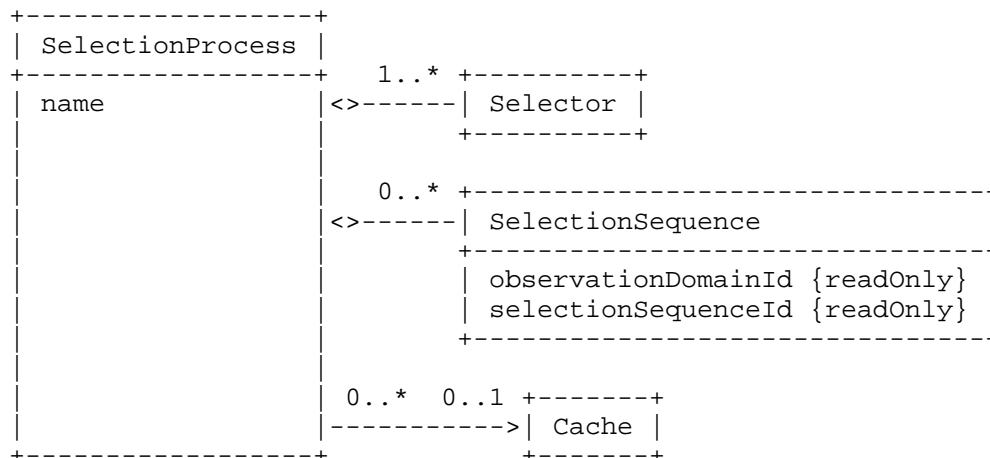 +------------------+
| SelectionProcess |
+------------------+   1..* +----------+
| name             |<>------| Selector |
|                  |        +----------+
|                  |
|                  |   0..* +--------------------------------
|                  |<>------| SelectionSequence
|                  |        +--------------------------------
|                  |        | observationDomainId {readOnly}
|                  |        | selectionSequenceId {readOnly}
|                  |        +--------------------------------
|                  |
|                  | 0..*  0..1 +-------+
|                  |----------->| Cache |
+------------------+            +-------+